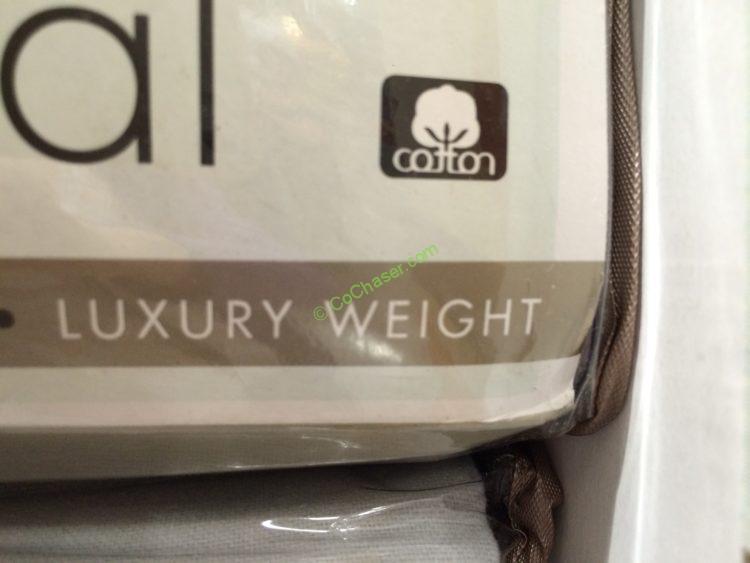 al
cotton
• LUXURY WEIGHT
©CoChaser.com